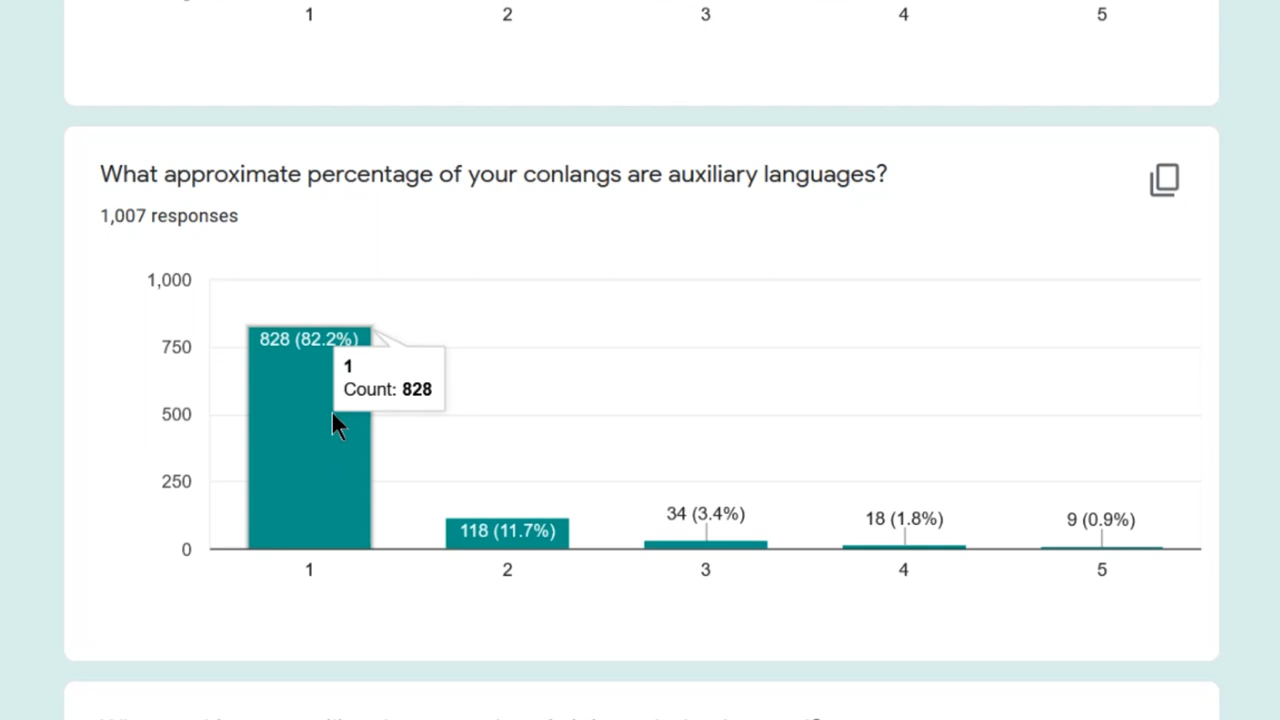 1 2 3 4 5
What approximate percentage of your conlangs are auxiliary languages?
1,007 responses
1,000
828 (82.2%)
750
1
Count: 828
500
250
34 (3.4%)
18 (1.8%)
9 (0.9%)
118 (11.7%)
0
1 2 3 4 5